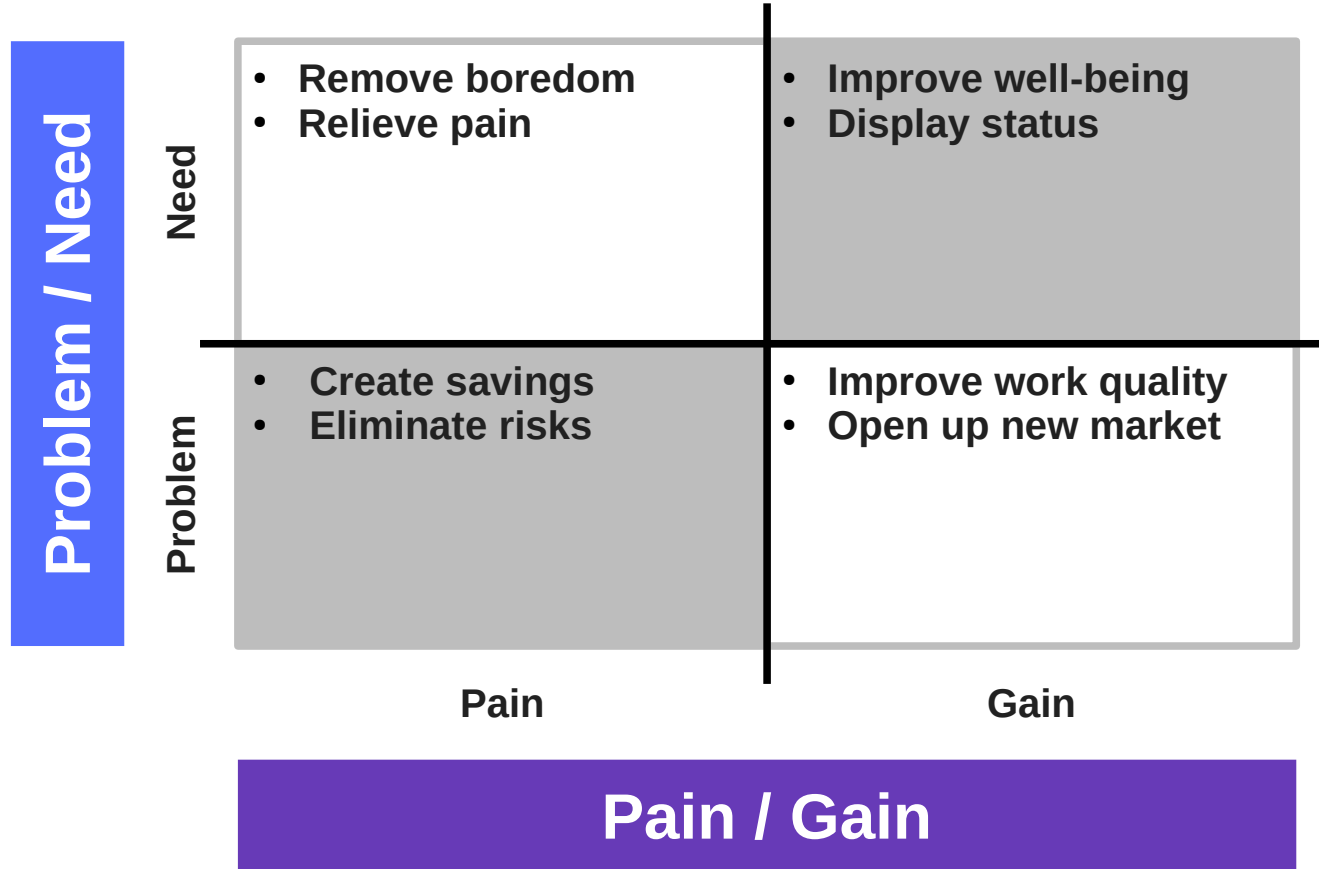 Problem / Need
Need
• Remove boredom
• Relieve pain
• Improve well-being
• Display status
Problem
• Create savings
• Eliminate risks
• Improve work quality
• Open up new market
Pain
Gain
Pain / Gain